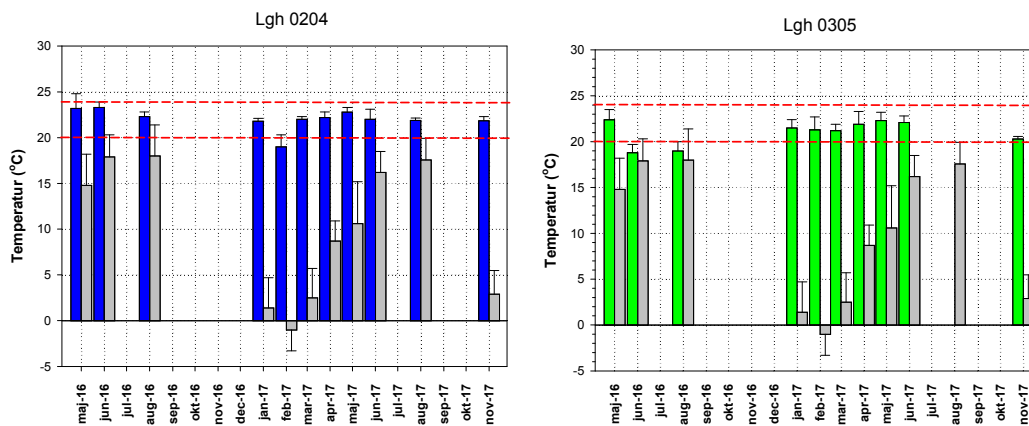 Lgh 0204
Temperatur (°C)
30
25
20
15
10
5
0
-5
maj-16
jun-16
jul-16
aug-16
sep-16
okt-16
nov-16
dec-16
jan-17
feb-17
mar-17
apr-17
maj-17
jun-17
jul-17
aug-17
sep-17
okt-17
nov-17
Lgh 0305
Temperatur (°C)
30
25
20
15
10
5
0
-5
maj-16
jun-16
jul-16
aug-16
sep-16
okt-16
nov-16
dec-16
jan-17
feb-17
mar-17
apr-17
maj-17
jun-17
jul-17
aug-17
sep-17
okt-17
nov-17